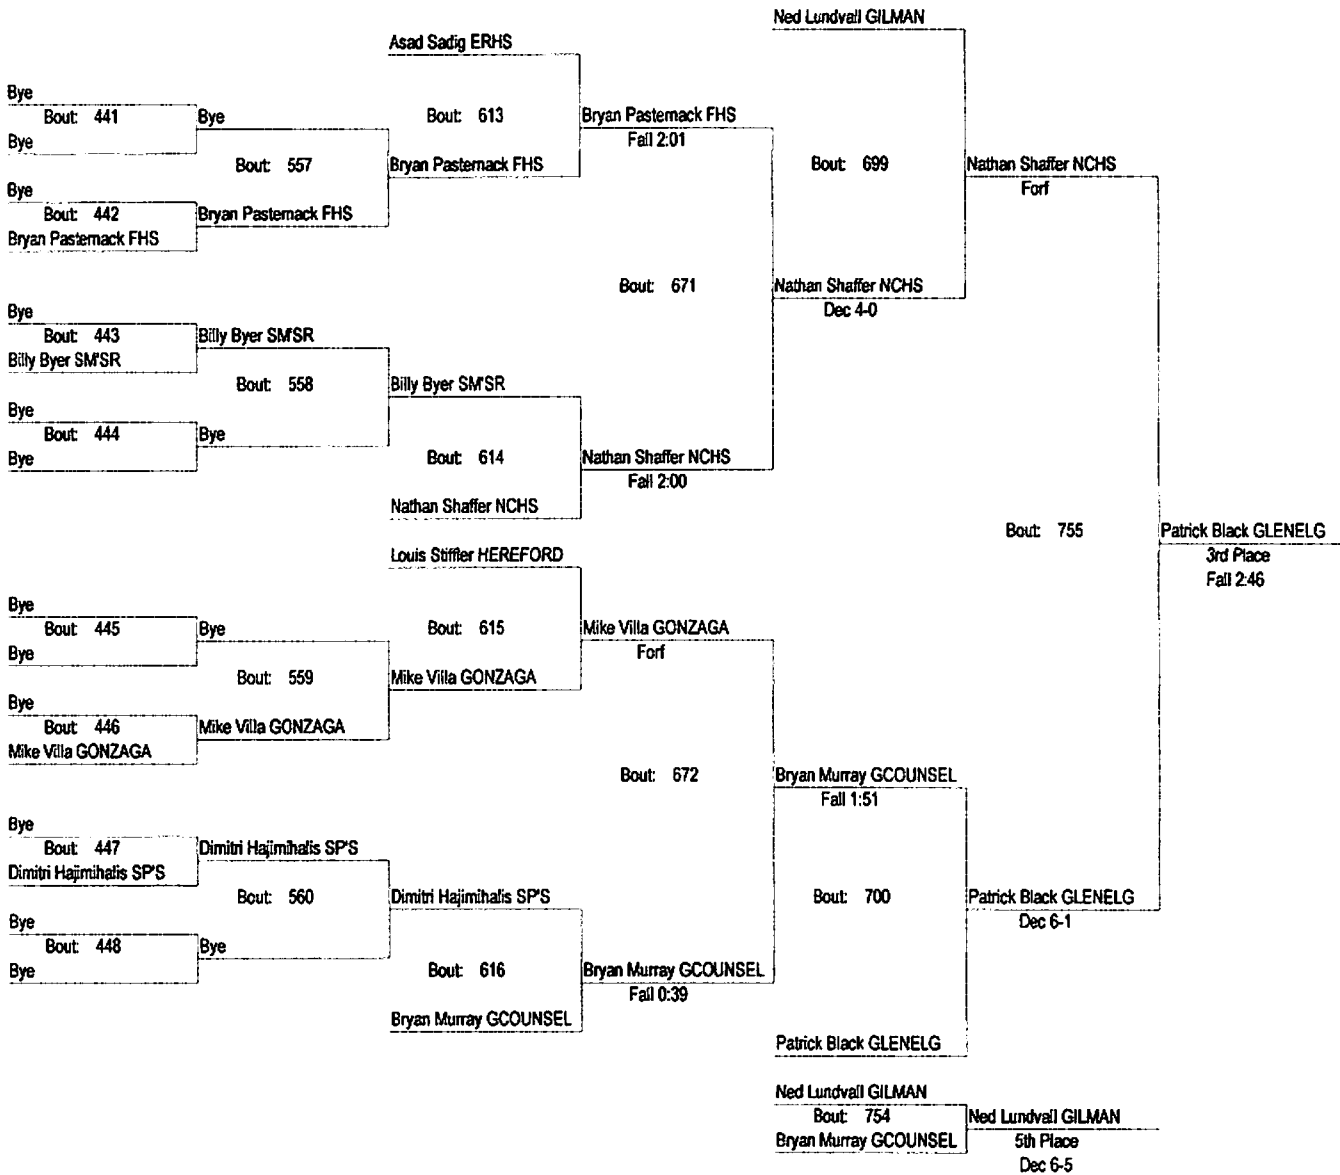 Ned Lundvall GILMAN
Asad Sadig ERHS
Bye
Bout: 441
Bye
Bye
Bout: 613
Bryan Pasternack FHS
Fall 2:01
Bout: 557
Bryan Pasternack FHS
Bout: 699
Nathan Shaffer NCHS
Forf
Bye
Bout: 442
Bryan Pasternack FHS
Bryan Pasternack FHS
Bout: 671
Nathan Shaffer NCHS
Dec 4-0
Bye
Bout: 443
Billy Byer SM'SR
Billy Byer SM'SR
Bout: 558
Billy Byer SM'SR
Bye
Bout: 444
Bye
Bye
Bout: 614
Nathan Shaffer NCHS
Fall 2:00
Nathan Shaffer NCHS
Bout: 755
Patrick Black GLENELG
3rd Place
Fall 2:46
Louis Stiffler HEREFORD
Bye
Bout: 445
Bye
Bye
Bout: 615
Mike Villa GONZAGA
Forf
Bout: 559
Mike Villa GONZAGA
Bye
Bout: 446
Mike Villa GONZAGA
Mike Villa GONZAGA
Bout: 672
Bryan Murray GCOUNSEL
Fall 1:51
Bye
Bout: 447
Dimitri Hajimihalis SP'S
Dimitri Hajimihalis SP'S
Bout: 560
Dimitri Hajimihalis SP'S
Bout: 700
Patrick Black GLENELG
Dec 6-1
Bye
Bout: 448
Bye
Bye
Bout: 616
Bryan Murray GCOUNSEL
Fall 0:39
Bryan Murray GCOUNSEL
Patrick Black GLENELG
Ned Lundvall GILMAN
Bout: 754
Bryan Murray GCOUNSEL
Ned Lundvall GILMAN
5th Place
Dec 6-5